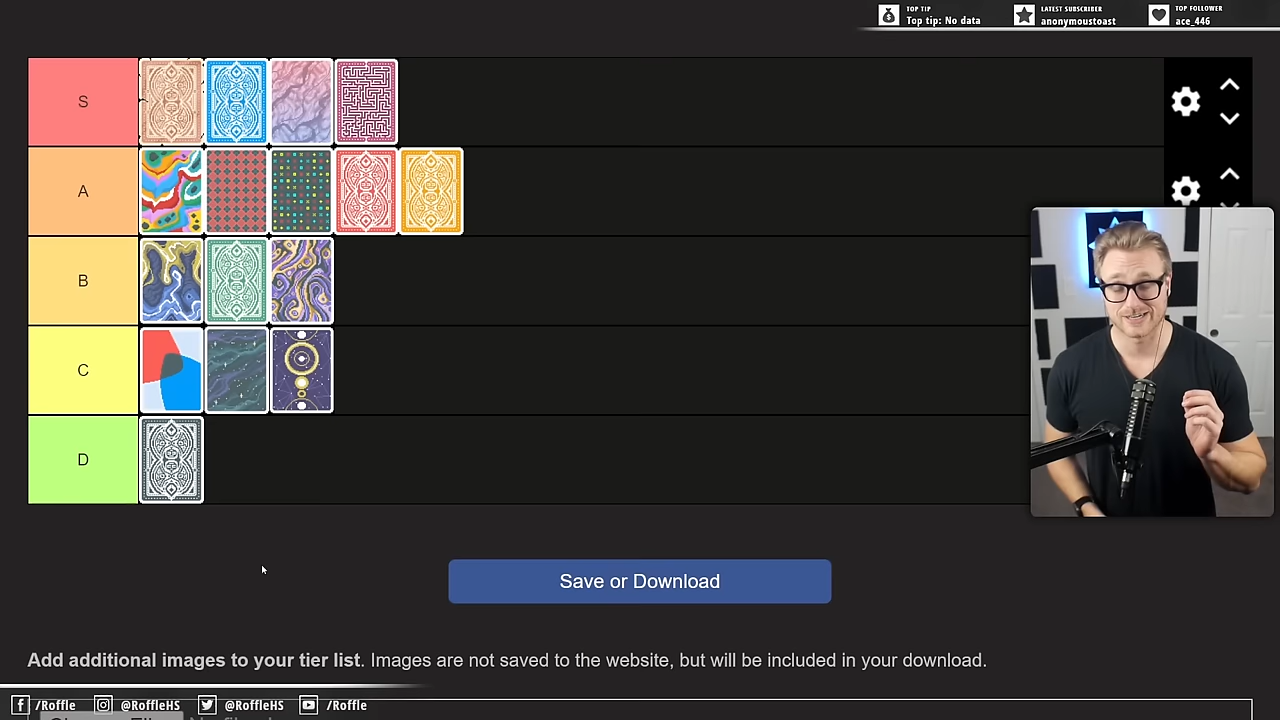 TOP TIP
Top tip: No data
LATEST SUBSCRIBER
anonymoustoast
TOP FOLLOWER
ace_446
S
A
B
C
D
Save or Download
Add additional images to your tier list. Images are not saved to the website, but will be included in your download.
/Roffle
@RoffleHS
@RoffleHS
/Roffle